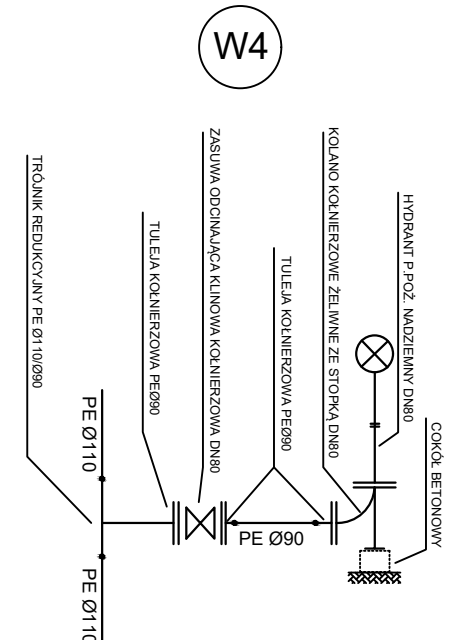 W4
HYDRANT P.POŻ. NADZIEMNY DN80
COKÓŁ BETONOWY
KOLANO KOŁNIERZOWE ŻELIWNE ZE STOPKĄ DN80
TULEJA KOŁNIERZOWA PEØ90
ZASUWA ODCINAJĄCA KLINOWA KOŁNIERZOWA DN80
TULEJA KOŁNIERZOWA PEØ90
TRÓJNIK REDUKCYJNY PE Ø110/Ø90
PE Ø110
PE Ø90
PE Ø110